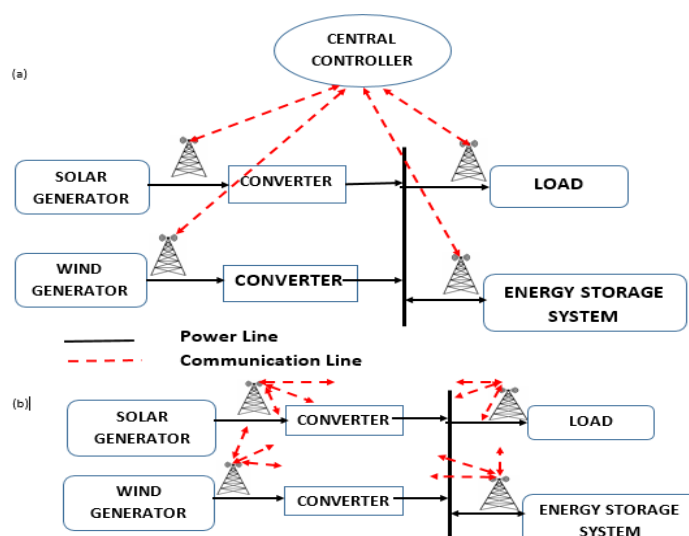 CENTRAL
CONTROLLER
(a)
SOLAR
GENERATOR
CONVERTER
LOAD
WIND
GENERATOR
CONVERTER
ENERGY STORAGE
SYSTEM
Power Line
Communication Line
(b)
SOLAR
GENERATOR
CONVERTER
LOAD
WIND
GENERATOR
CONVERTER
ENERGY STORAGE
SYSTEM